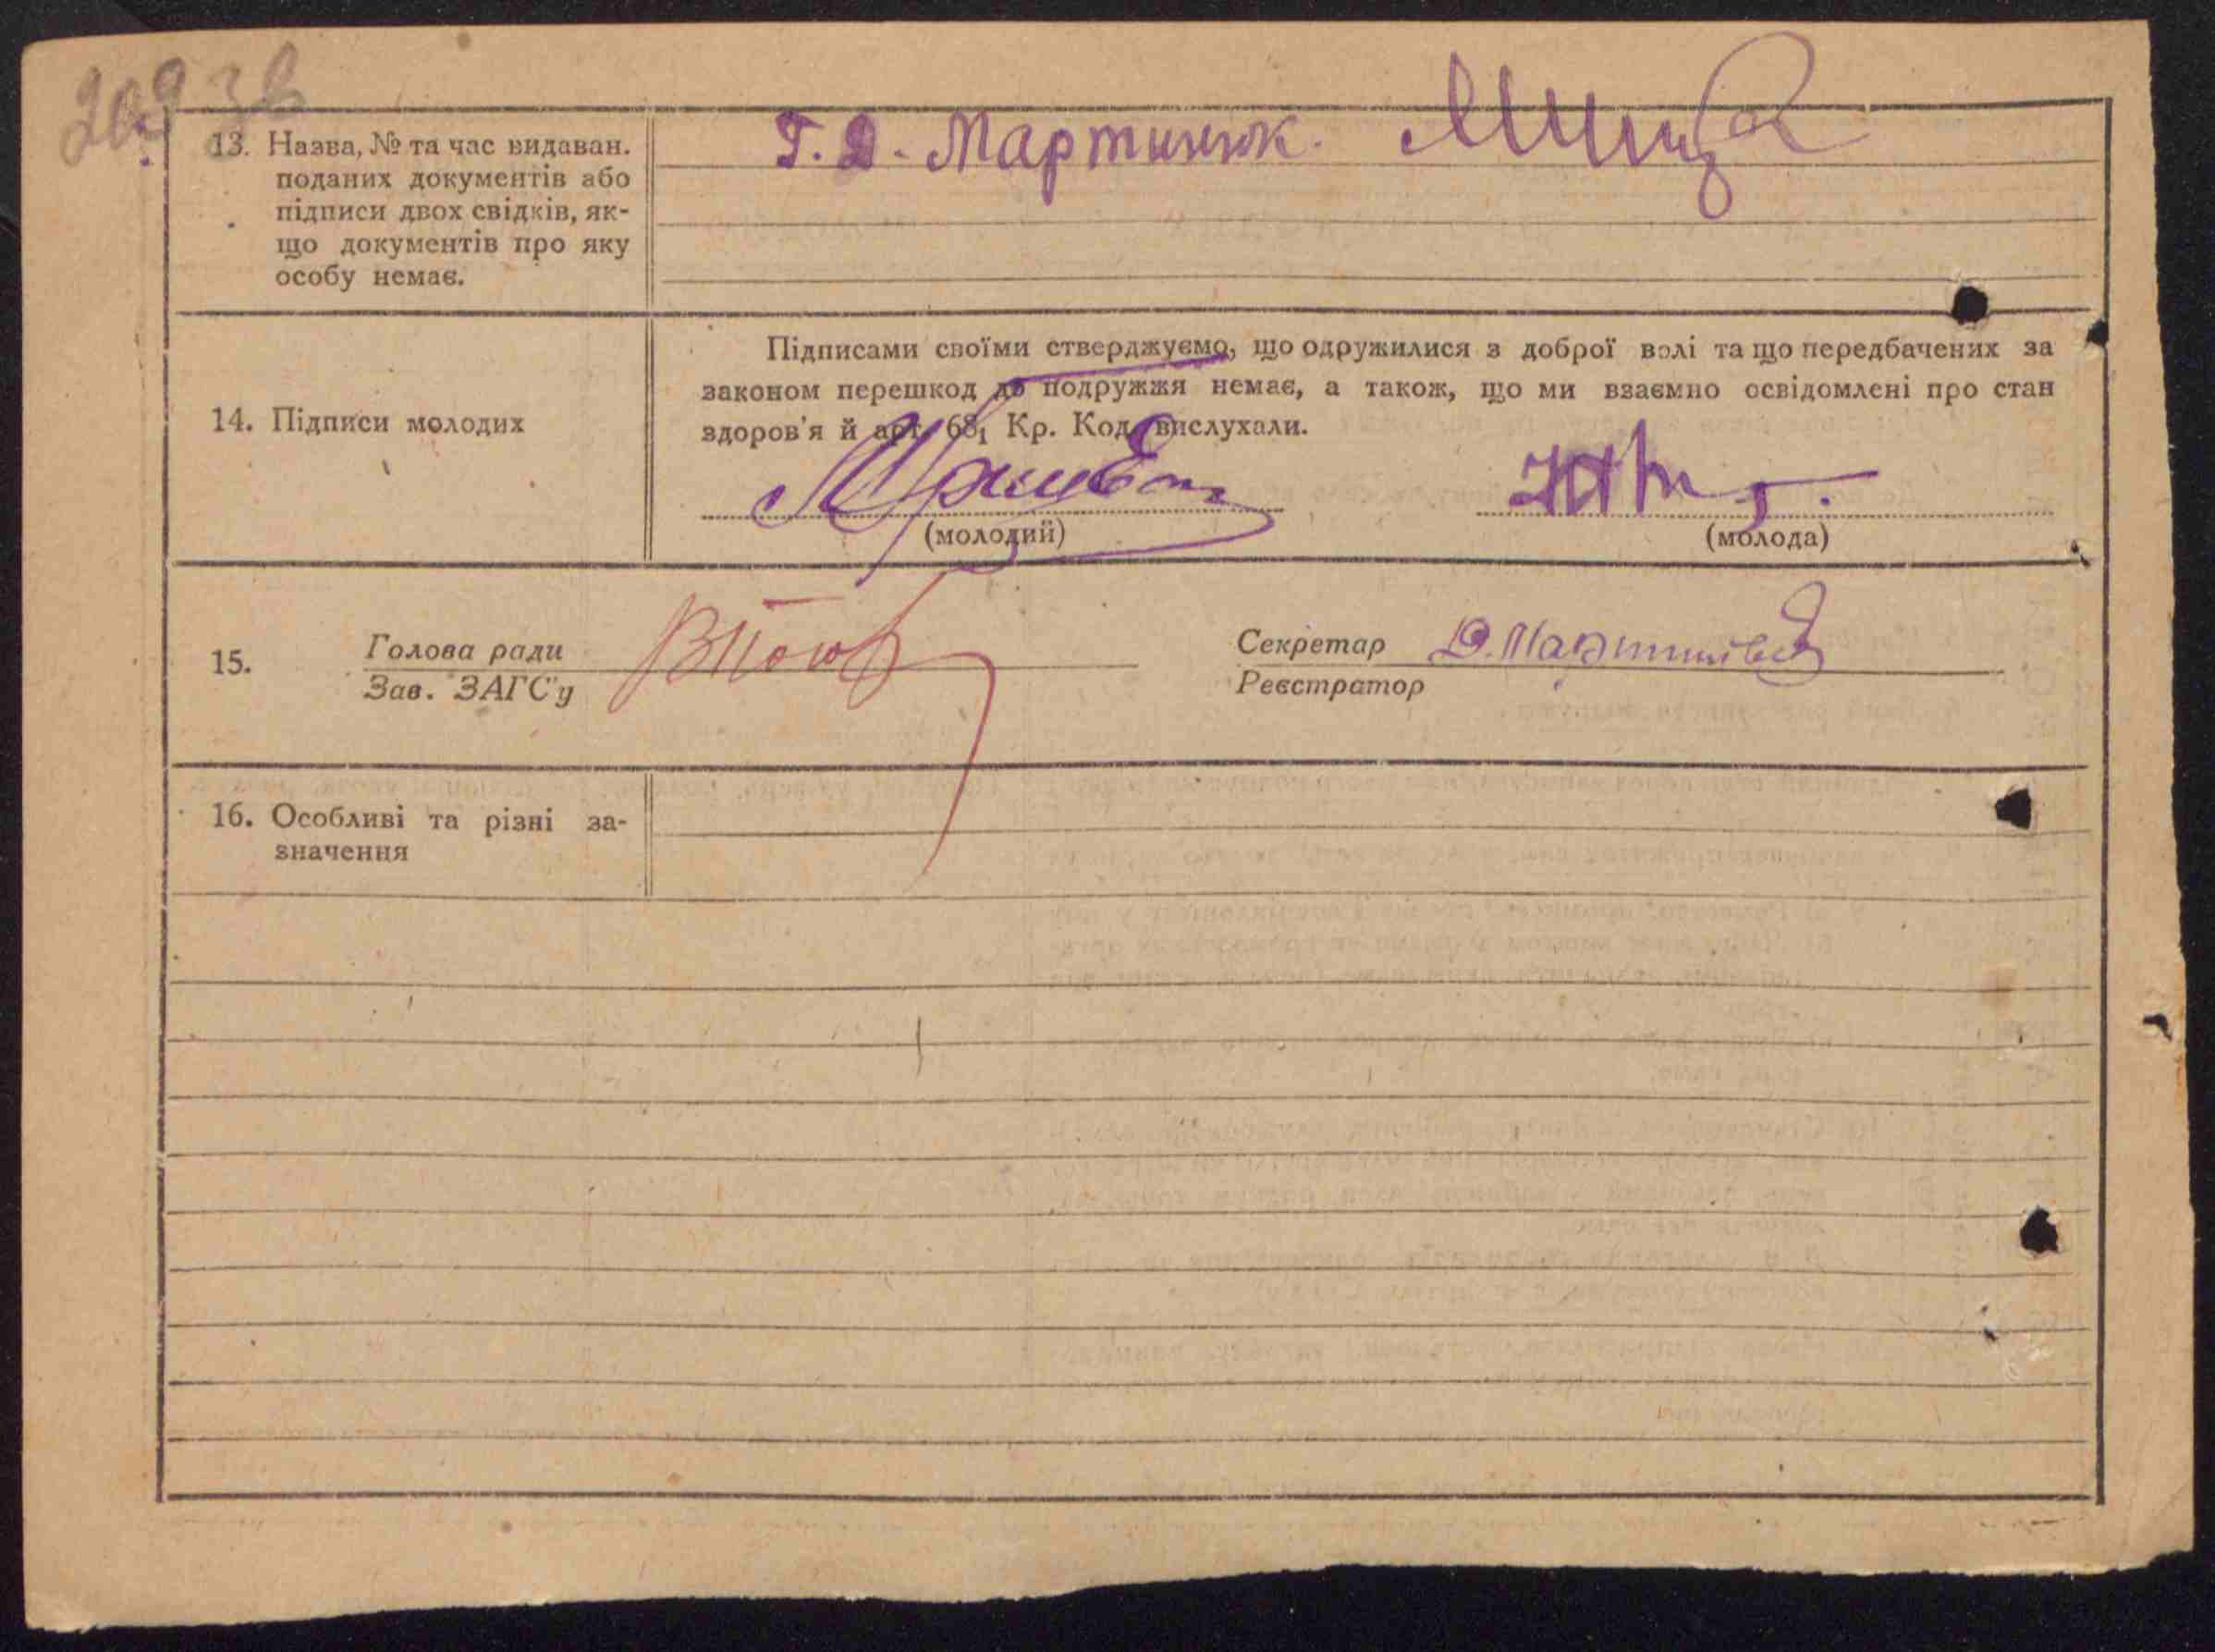 13. Назва, № та час видаван.
поданих документів або
підписи двох свідків, як-
що документів про яку
особу немає.
Г. Д. Мартинюк.
14. Підписи молодих
Підписами своїми стверджуємо, що одружилися з доброї волі та що передбачених за
законом перешкод до подружжя немає, а також, що ми взаємно освідомлені про стан
здоров'я й арт. 68₁ Кр. Код. вислухали.
(молодий)
(молода)
15.
Голова ради
Зав. ЗАГС'у
Секретар
Реєстратор
16. Особливі та різні за-
значення